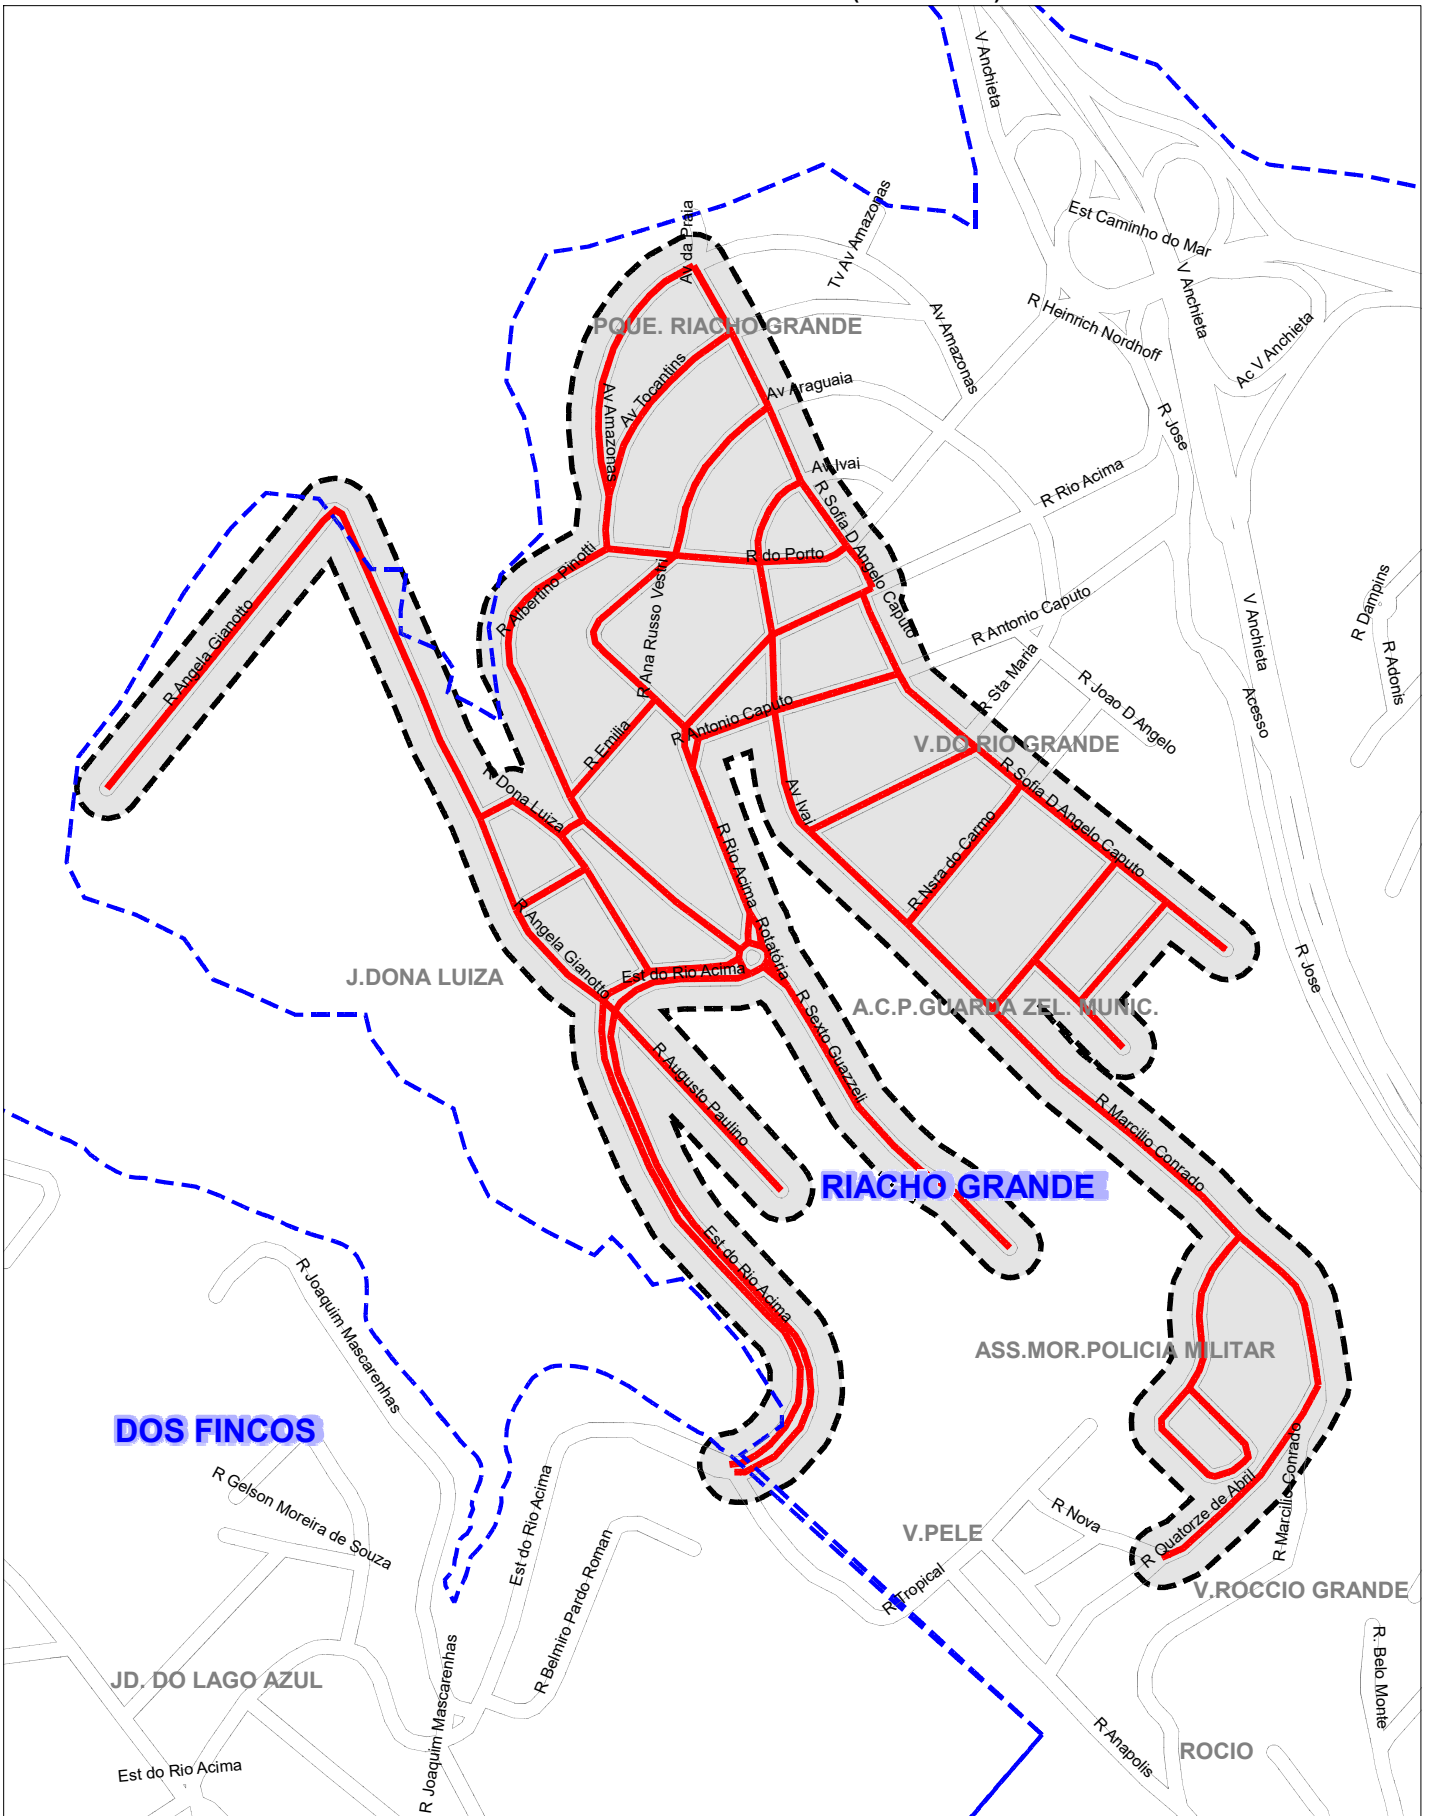 V Anchieta
Av da Praia
Tv Av Amazonas
Est Caminho do Mar
V Anchieta
R Heinrich Nordhoff
Av Amazonas
PQUE. RIACHO GRANDE
Ac V Anchieta
Av Tocantins
Av Araguaia
Av Amazonas
R Jose
Av Ivai
R Rio Acima
R Sofia D Angelo Caputo
R do Porto
R Albertino Pinotti
R Ana Russo Vestri
R Antonio Caputo
V Anchieta
R Dampins
R Adonis
R Angela Gianotto
R Sta Maria
R Joao D Angelo
R Antonio Caputo
R Emilia
V.DO RIO GRANDE
Acesso
R Sofia D Angelo Caputo
R Dona Luiza
Av Ivai
R Nsra do Carmo
R Rio Acima
R Angela Gianotto
Rotatória
R Jose
Est do Rio Acima
J.DONA LUIZA
R Sexto Guazzeli
A.C.P.GUARDA ZEL. MUNIC.
R Augusto Paulino
R Marcilio Conrado
RIACHO GRANDE
Est do Rio Acima
R Joaquim Mascarenhas
ASS.MOR.POLICIA MILITAR
DOS FINCOS
R Gelson Moreira de Souza
Est do Rio Acima
R Marcilio Conrado
R Quatorze de Abril
R Nova
V.PELE
R Tropical
R Belmiro Pardo Roman
V.ROCCIO GRANDE
R. Belo Monte
R Joaquim Mascarenhas
JD. DO LAGO AZUL
R Anapolis
ROCIO
Est do Rio Acima